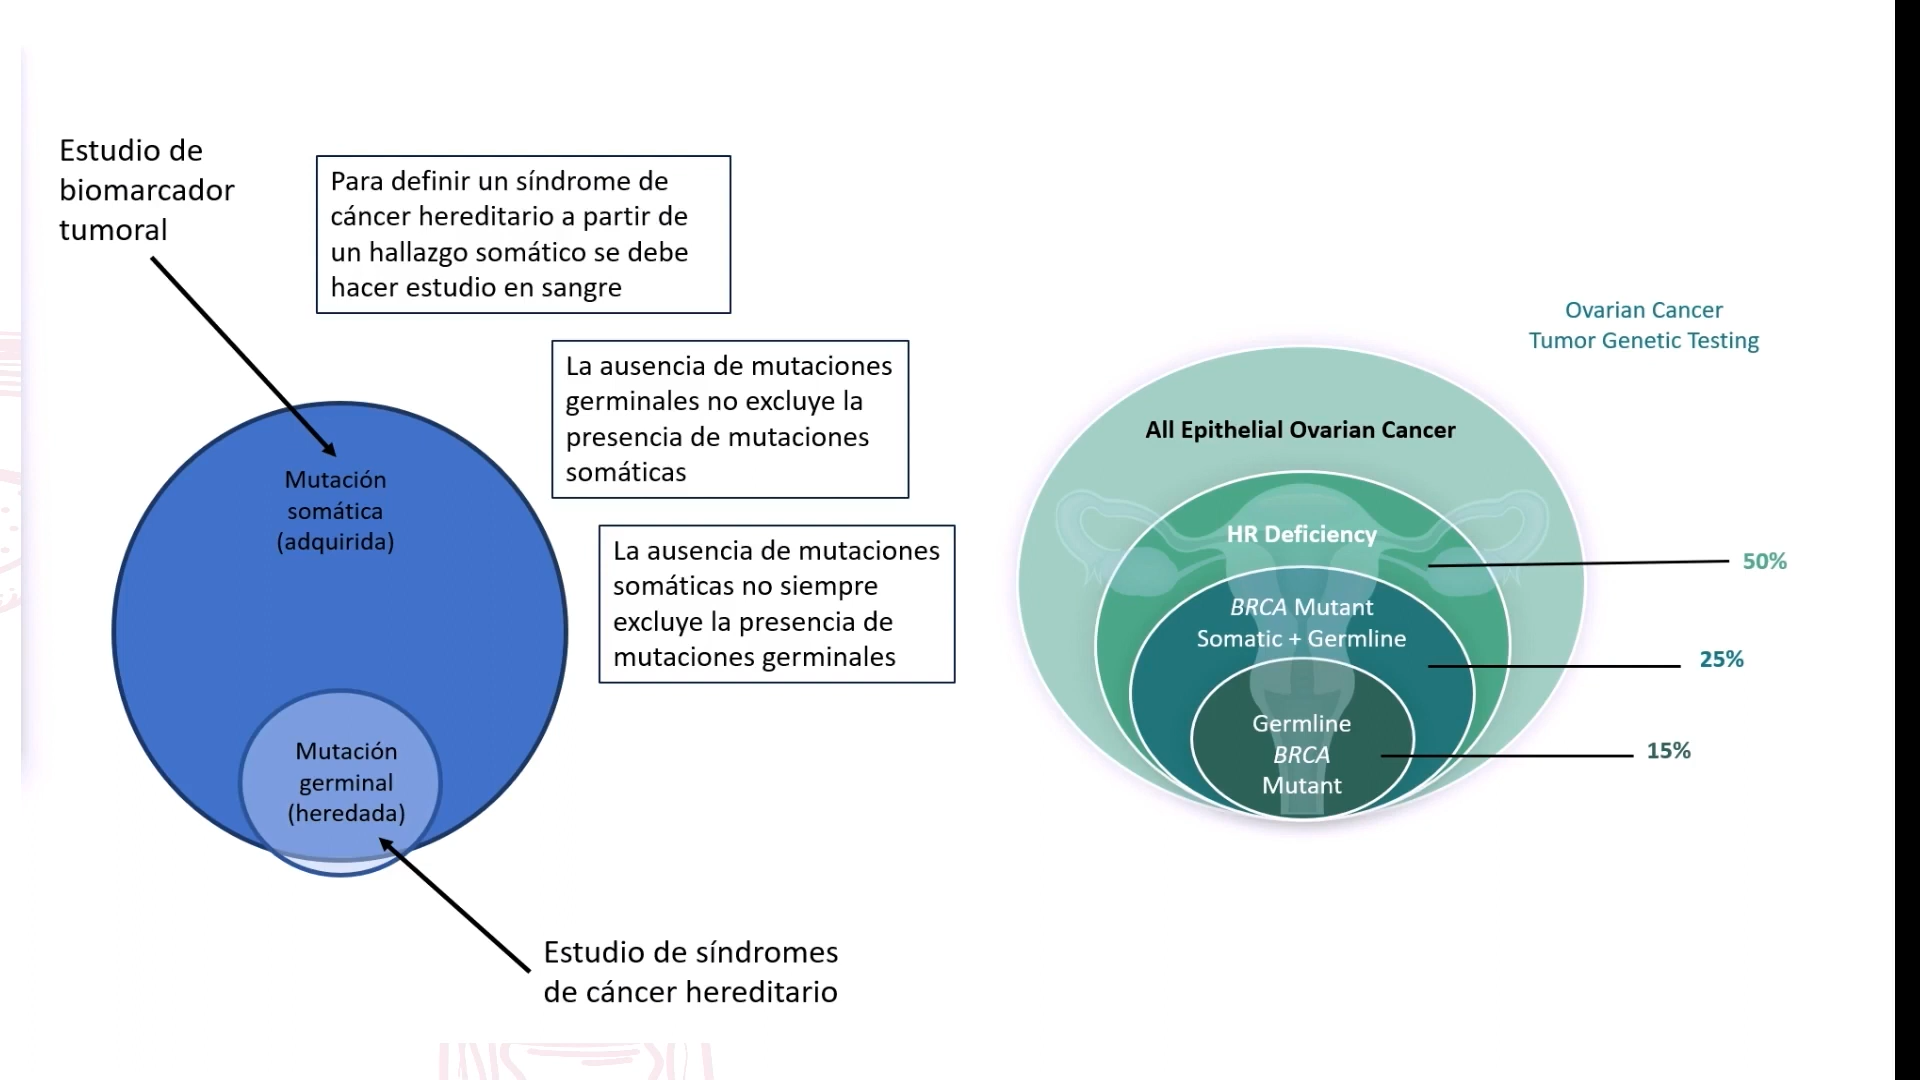 Estudio de
biomarcador
tumoral
Para definir un síndrome de
cáncer hereditario a partir de
un hallazgo somático se debe
hacer estudio en sangre
La ausencia de mutaciones
germinales no excluye la
presencia de mutaciones
somáticas
La ausencia de mutaciones
somáticas no siempre
excluye la presencia de
mutaciones germinales
Mutación
somática
(adquirida)
Mutación
germinal
(heredada)
Estudio de síndromes
de cáncer hereditario
Ovarian Cancer
Tumor Genetic Testing
All Epithelial Ovarian Cancer
HR Deficiency
50%
BRCA Mutant
Somatic + Germline
25%
Germline
BRCA
Mutant
15%